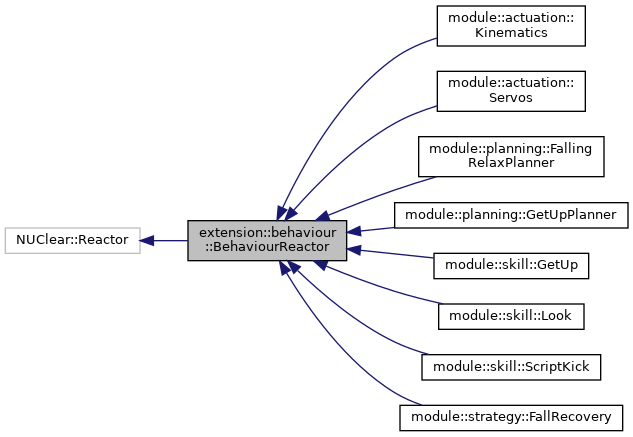 module::actuation::
Kinematics
module::actuation::
Servos
module::planning::Falling
RelaxPlanner
module::planning::GetUpPlanner
extension::behaviour
::BehaviourReactor
NUClear::Reactor
module::skill::GetUp
module::skill::Look
module::skill::ScriptKick
module::strategy::FallRecovery